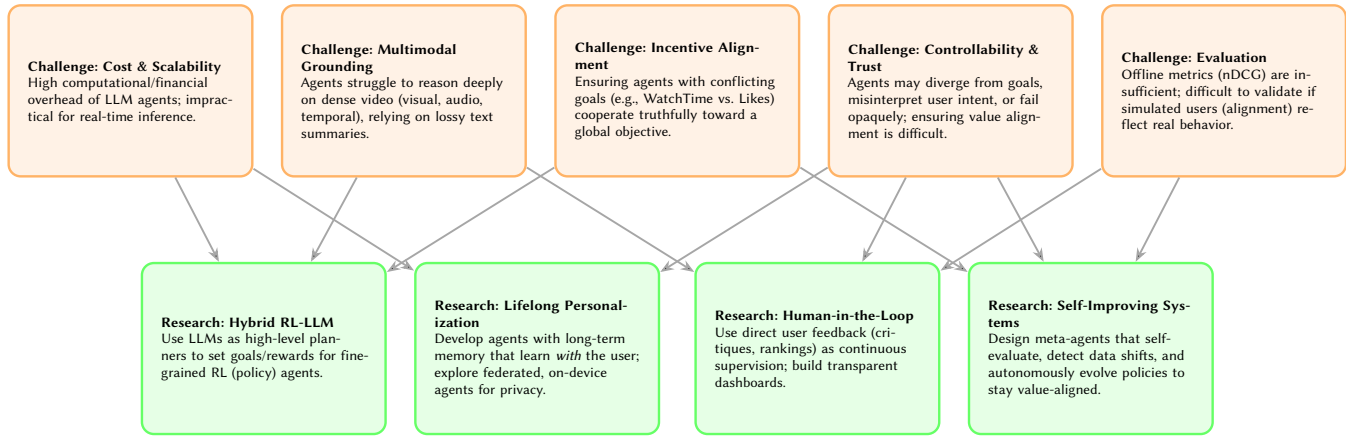 Challenge: Cost & Scalability
High computational/financial
overhead of LLM agents; imprac-
tical for real-time inference.
Challenge: Multimodal
Grounding
Agents struggle to reason deeply
on dense video (visual, audio,
temporal), relying on lossy text
summaries.
Challenge: Incentive Align-
ment
Ensuring agents with conflicting
goals (e.g., WatchTime vs. Likes)
cooperate truthfully toward a
global objective.
Challenge: Controllability &
Trust
Agents may diverge from goals,
misinterpret user intent, or fail
opaquely; ensuring value align-
ment is difficult.
Challenge: Evaluation
Offline metrics (nDCG) are in-
sufficient; difficult to validate if
simulated users (alignment) re-
flect real behavior.
Research: Hybrid RL-LLM
Use LLMs as high-level plan-
ners to set goals/rewards for fine-
grained RL (policy) agents.
Research: Lifelong Personal-
ization
Develop agents with long-term
memory that learn with the user;
explore federated, on-device
agents for privacy.
Research: Human-in-the-Loop
Use direct user feedback (cri-
tiques, rankings) as continuous
supervision; build transparent
dashboards.
Research: Self-Improving Sys-
tems
Design meta-agents that self-
evaluate, detect data shifts, and
autonomously evolve policies to
stay value-aligned.